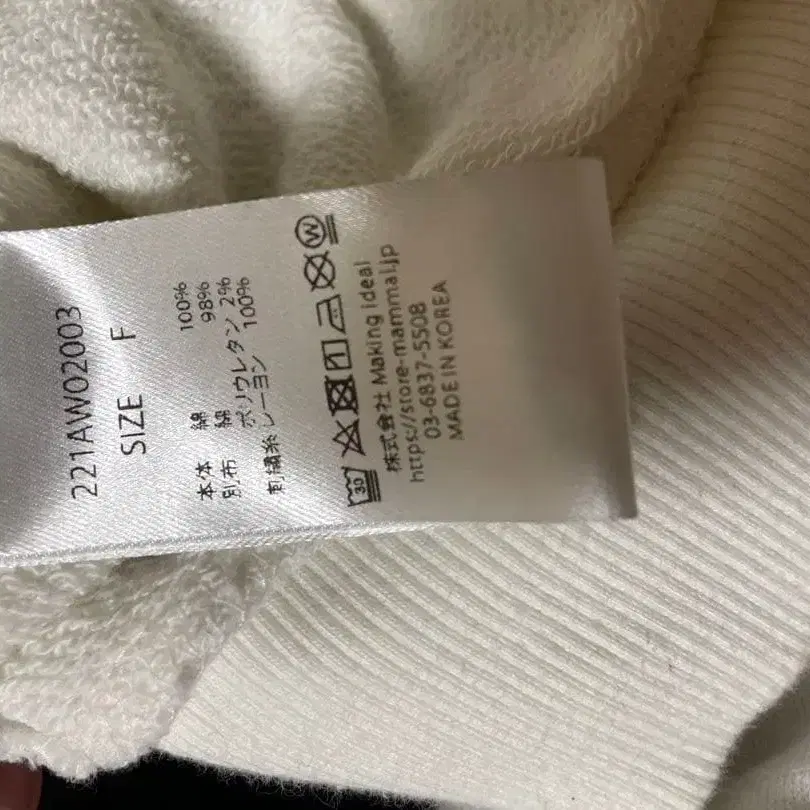 221AW02003
SIZE F
本体 綿 100%
別布 綿 98%
ポリウレタン 2%
刺繍糸 レーヨン 100%
30
W
株式会社 Making ideal
https://store-mammal.jp
03-6837-5508
MADE IN KOREA